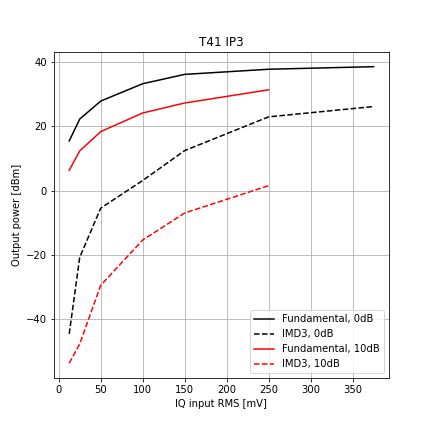 T41 IP3
Output power [dBm]
40
20
0
−20
−40
0 50 100 150 200 250 300 350
IQ input RMS [mV]
Fundamental, 0dB
IMD3, 0dB
Fundamental, 10dB
IMD3, 10dB